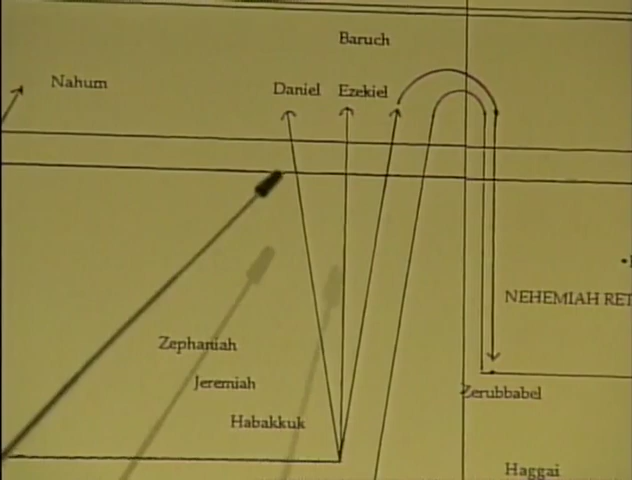 Baruch
Nahum
Daniel Ezekiel
NEHEMIAH RET
Zephaniah
Jeremiah
Zerubbabel
Habakkuk
Haggai